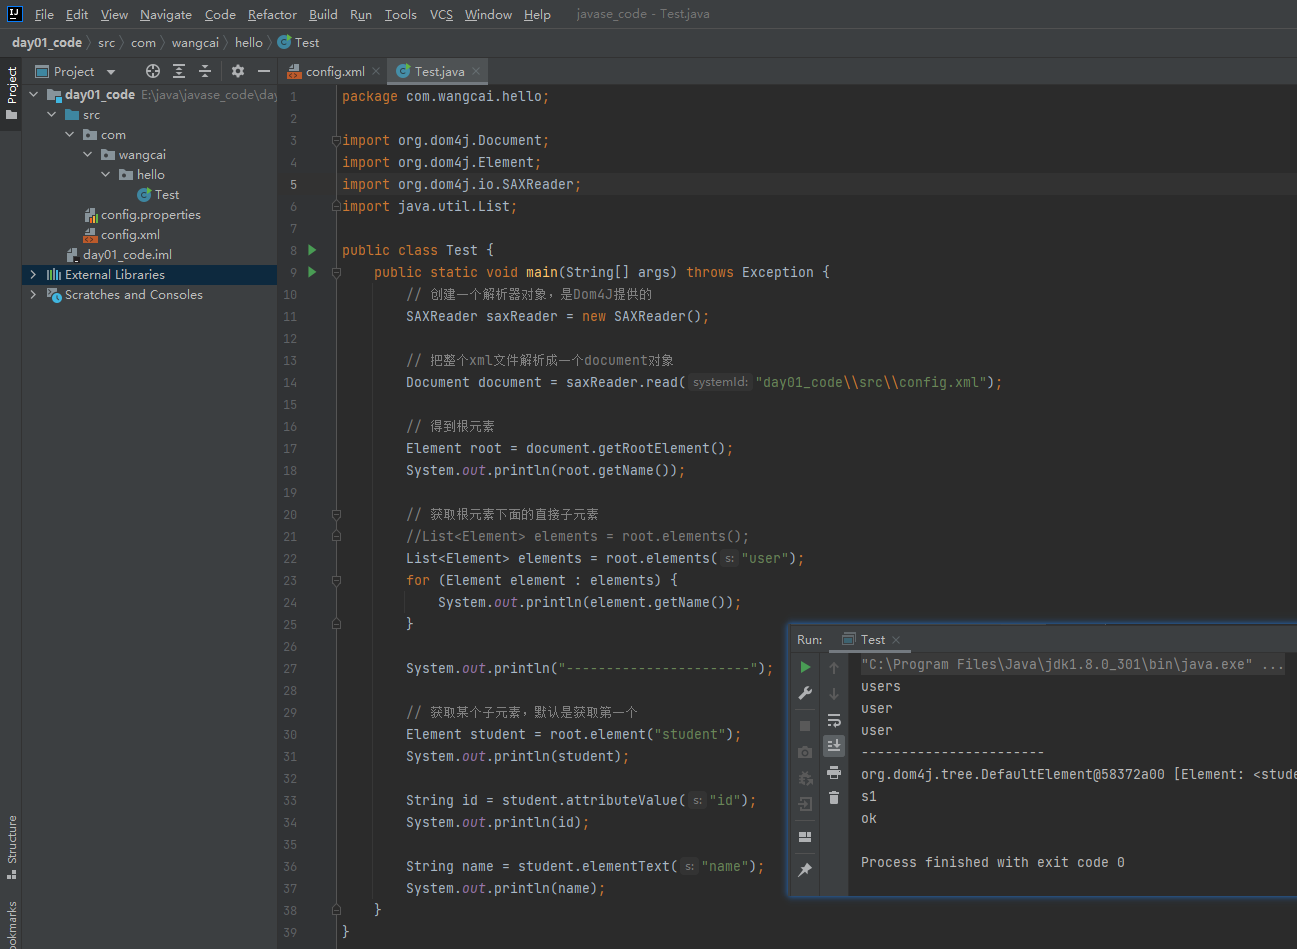 File Edit View Navigate Code Refactor Build Run Tools VCS Window Help javase_code - Test.java
day01_code src com wangcai hello Test
Project
config.xml
Test.java
Project
day01_code E:\java\javase_code\day
src
com
wangcai
hello
Test
config.properties
config.xml
day01_code.iml
External Libraries
Scratches and Consoles
Structure
1 package com.wangcai.hello;
2
3 import org.dom4j.Document;
4 import org.dom4j.Element;
5 import org.dom4j.io.SAXReader;
6 import java.util.List;
7
8 public class Test {
9 public static void main(String[] args) throws Exception {
10 // 创建一个解析器对象，是Dom4J提供的
11 SAXReader saxReader = new SAXReader();
12
13 // 把整个xml文件解析成一个document对象
14 Document document = saxReader.read( systemId: "day01_code\\src\\config.xml");
15
16 // 得到根元素
17 Element root = document.getRootElement();
18 System.out.println(root.getName());
19
20 // 获取根元素下面的直接子元素
21 //List<Element> elements = root.elements();
22 List<Element> elements = root.elements( s: "user");
23 for (Element element : elements) {
24 System.out.println(element.getName());
25 }
26
27 System.out.println("-----------------------");
28
29 // 获取某个子元素，默认是获取第一个
30 Element student = root.element("student");
31 System.out.println(student);
32
33 String id = student.attributeValue( s: "id");
34 System.out.println(id);
35
36 String name = student.elementText( s: "name");
37 System.out.println(name);
38 }
39 }
Run: Test
"C:\Program Files\Java\jdk1.8.0_301\bin\java.exe" ...
users
user
user
-----------------------
org.dom4j.tree.DefaultElement@58372a00 [Element: <stude
s1
ok
Process finished with exit code 0